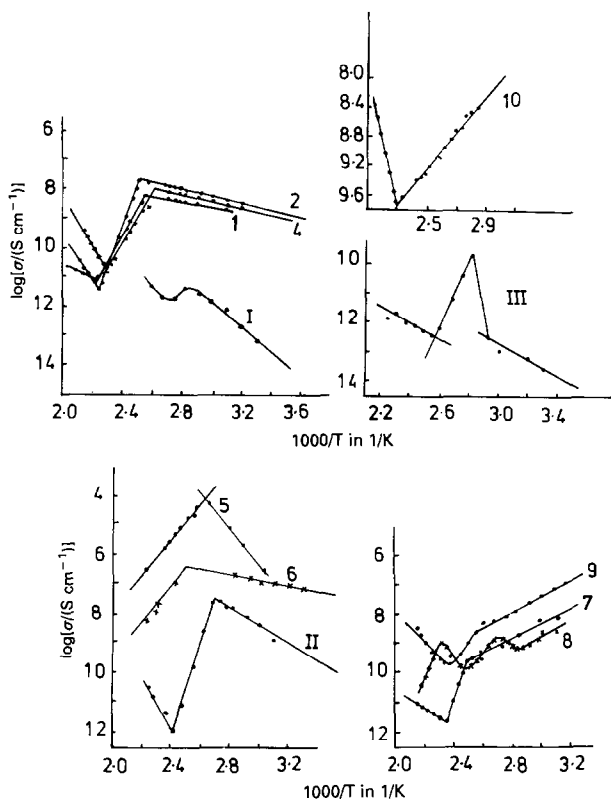 log[σ/(S cm⁻¹)]
6
8
10
12
14
2·0 2·4 2·8 3·2 3·6
1000/T in 1/K
2
4
1
I
8·0
8·4
8·8
9·2
9·6
10
2·5 2·9
10
12
14
III
2·2 2·6 3·0 3·4
1000/T in 1/K
log[σ/(S cm⁻¹)]
4
6
8
10
12
5
6
II
2·0 2·4 2·8 3·2
1000/T in 1/K
6
8
10
12
9
7
8
2·0 2·4 2·8 3·2